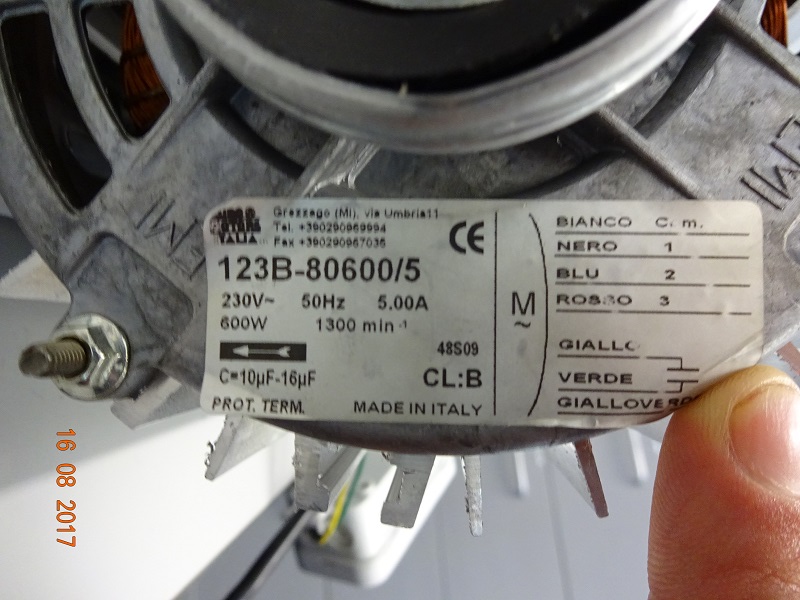 Grezzago (MI), via Umbria11
Tel. +390290969994
Fax +390290967035
ITALIA
CE
123B-80600/5
230V~ 50Hz 5.00A
600W 1300 min⁻¹
48S09
C=10µF-16µF
CL:B
PROT. TERM.
MADE IN ITALY
M
~
BIANCO C. m.
NERO 1
BLU 2
ROSSO 3
GIALLO
VERDE
GIALLOVE
16 08 2017